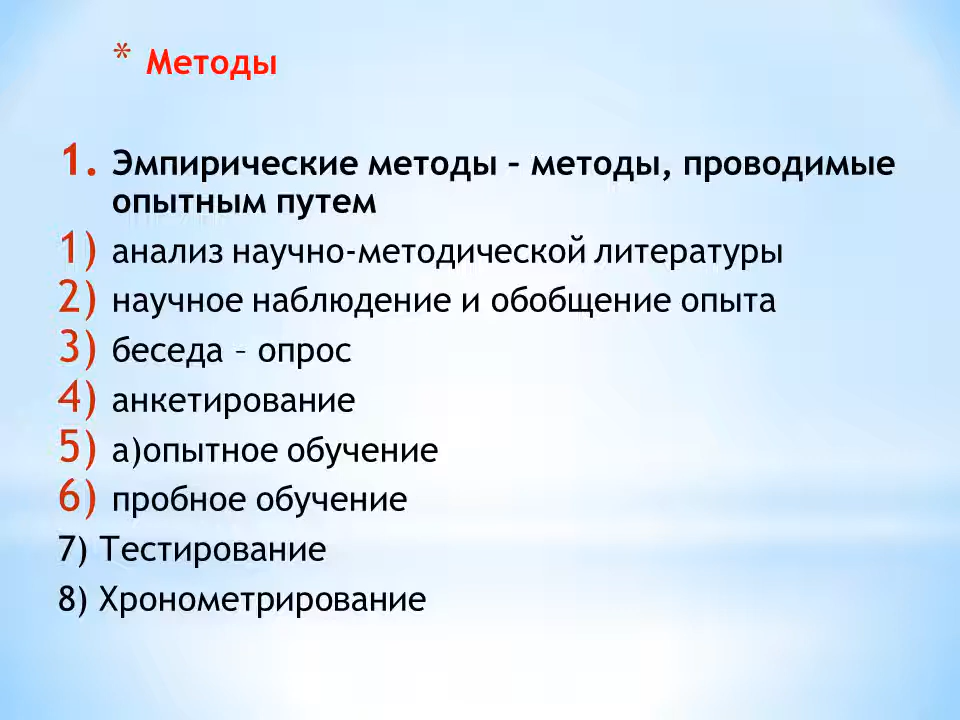 * Методы
1. Эмпирические методы – методы, проводимые
опытным путем
1) анализ научно-методической литературы
2) научное наблюдение и обобщение опыта
3) беседа – опрос
4) анкетирование
5) а)опытное обучение
6) пробное обучение
7) Тестирование
8) Хронометрирование